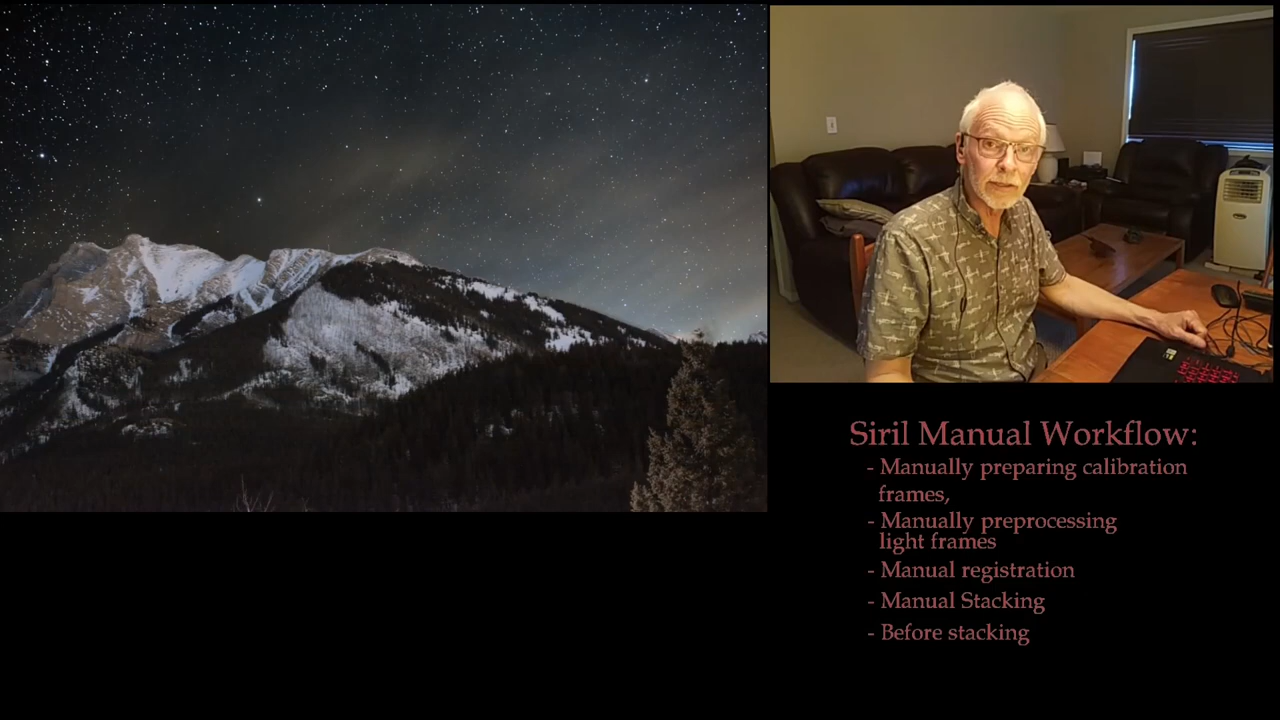 Siril Manual Workflow:
- Manually preparing calibration
frames,
- Manually preprocessing
light frames
- Manual registration
- Manual Stacking
- Before stacking